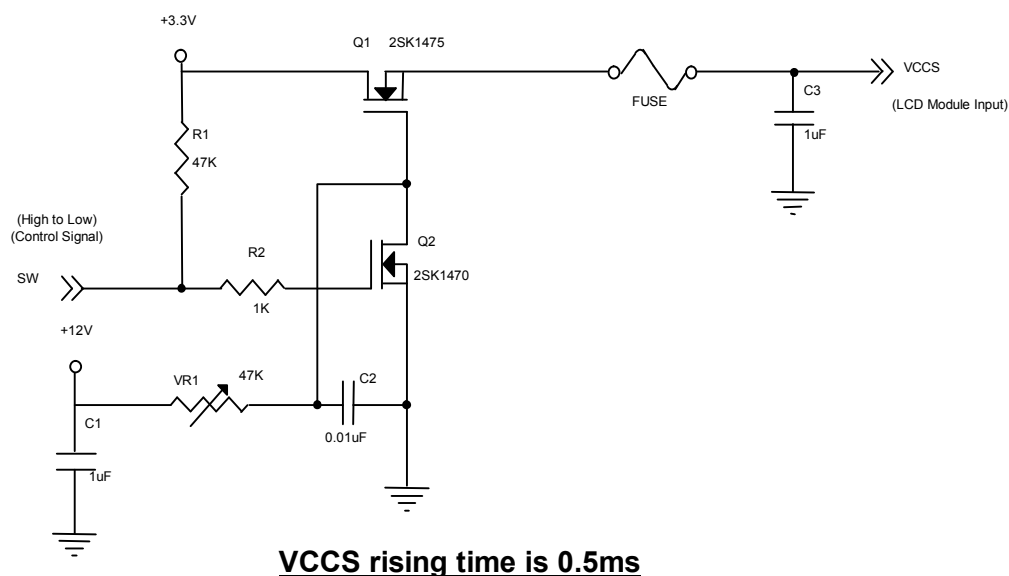 +3.3V
Q1 2SK1475
VCCS
FUSE
C3
(LCD Module Input)
R1
1uF
47K
(High to Low)
(Control Signal)
Q2
R2
SW
2SK1470
1K
+12V
VR1
47K
C2
C1
0.01uF
1uF
VCCS rising time is 0.5ms